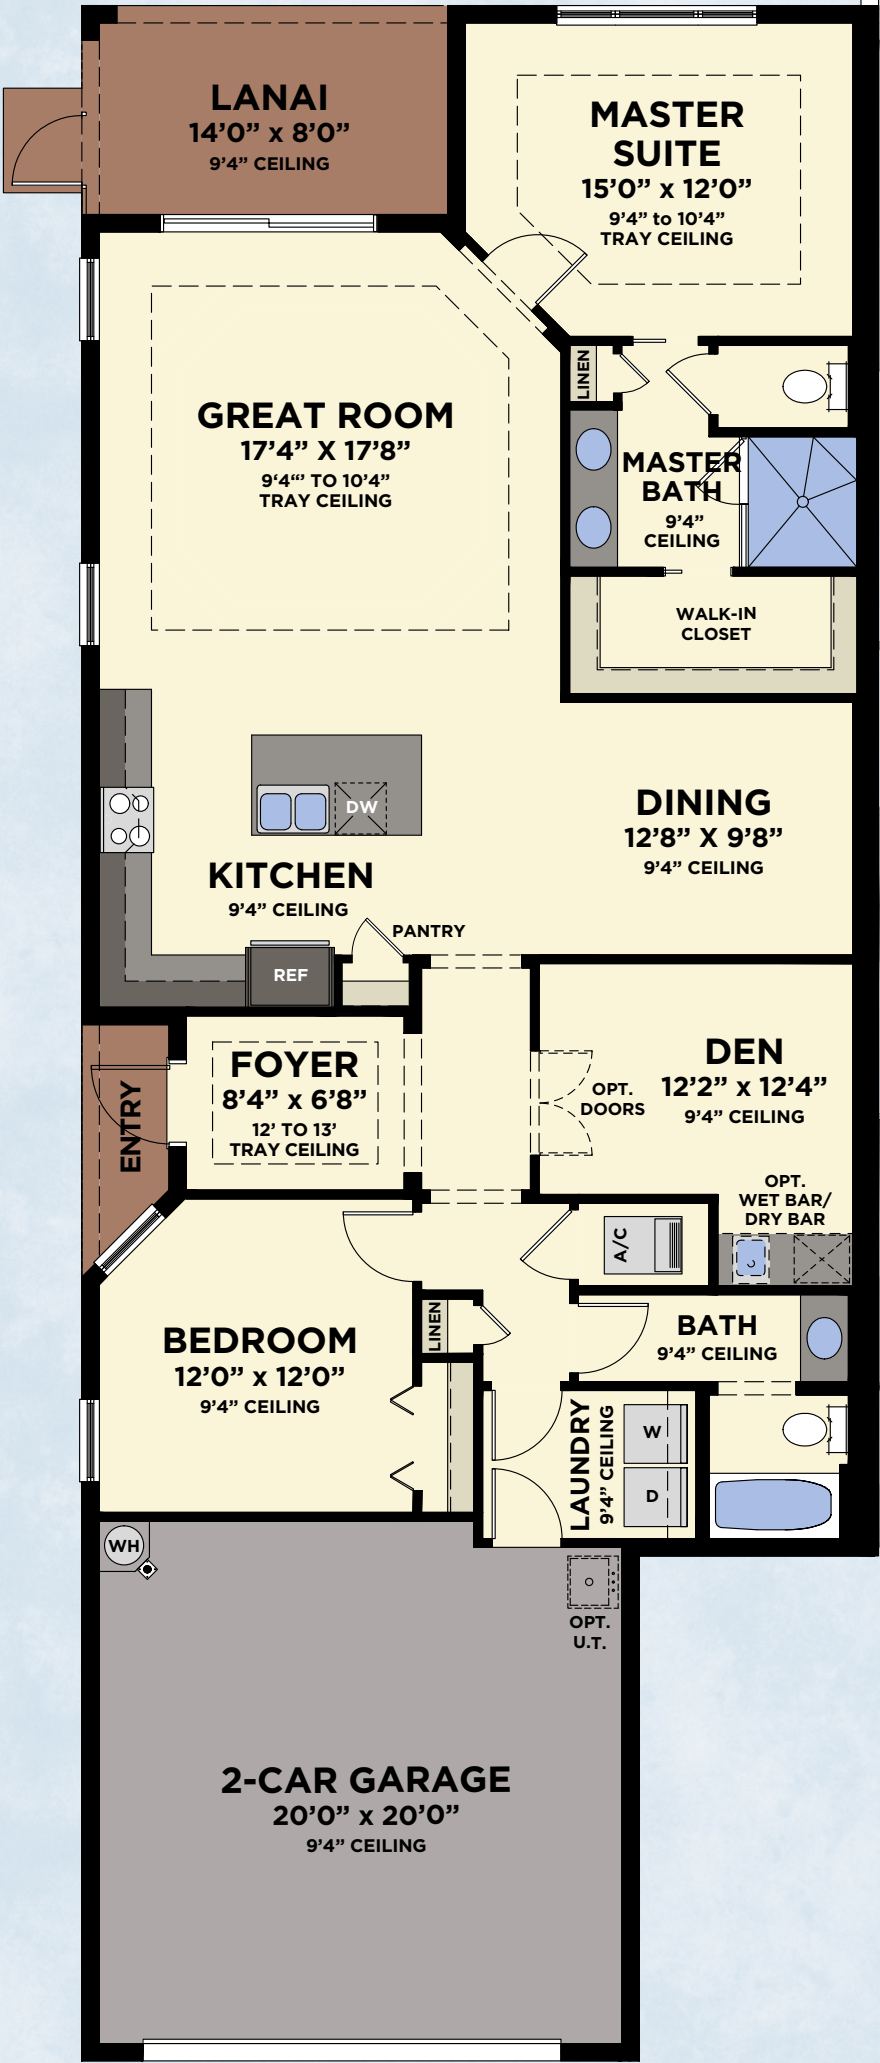 LANAI
14'0” x 8'0”
9'4” CEILING
MASTER
SUITE
15'0” x 12'0”
9'4” to 10'4”
TRAY CEILING
GREAT ROOM
17'4” X 17'8”
9‘4“’ TO 10'4”
TRAY CEILING
LINEN
MASTER
BATH
9'4”
CEILING
WALK-IN
CLOSET
DW
DINING
12'8” X 9'8”
9'4” CEILING
KITCHEN
9'4” CEILING
PANTRY
REF
FOYER
8'4” x 6'8”
12' TO 13'
TRAY CEILING
ENTRY
DEN
12'2” x 12'4”
9'4” CEILING
OPT.
DOORS
OPT.
WET BAR/
DRY BAR
A/C
LINEN
BATH
9'4” CEILING
BEDROOM
12'0” x 12'0”
9'4” CEILING
LAUNDRY
9'4” CEILING
W
D
WH
OPT.
U.T.
2-CAR GARAGE
20'0” x 20'0”
9'4” CEILING